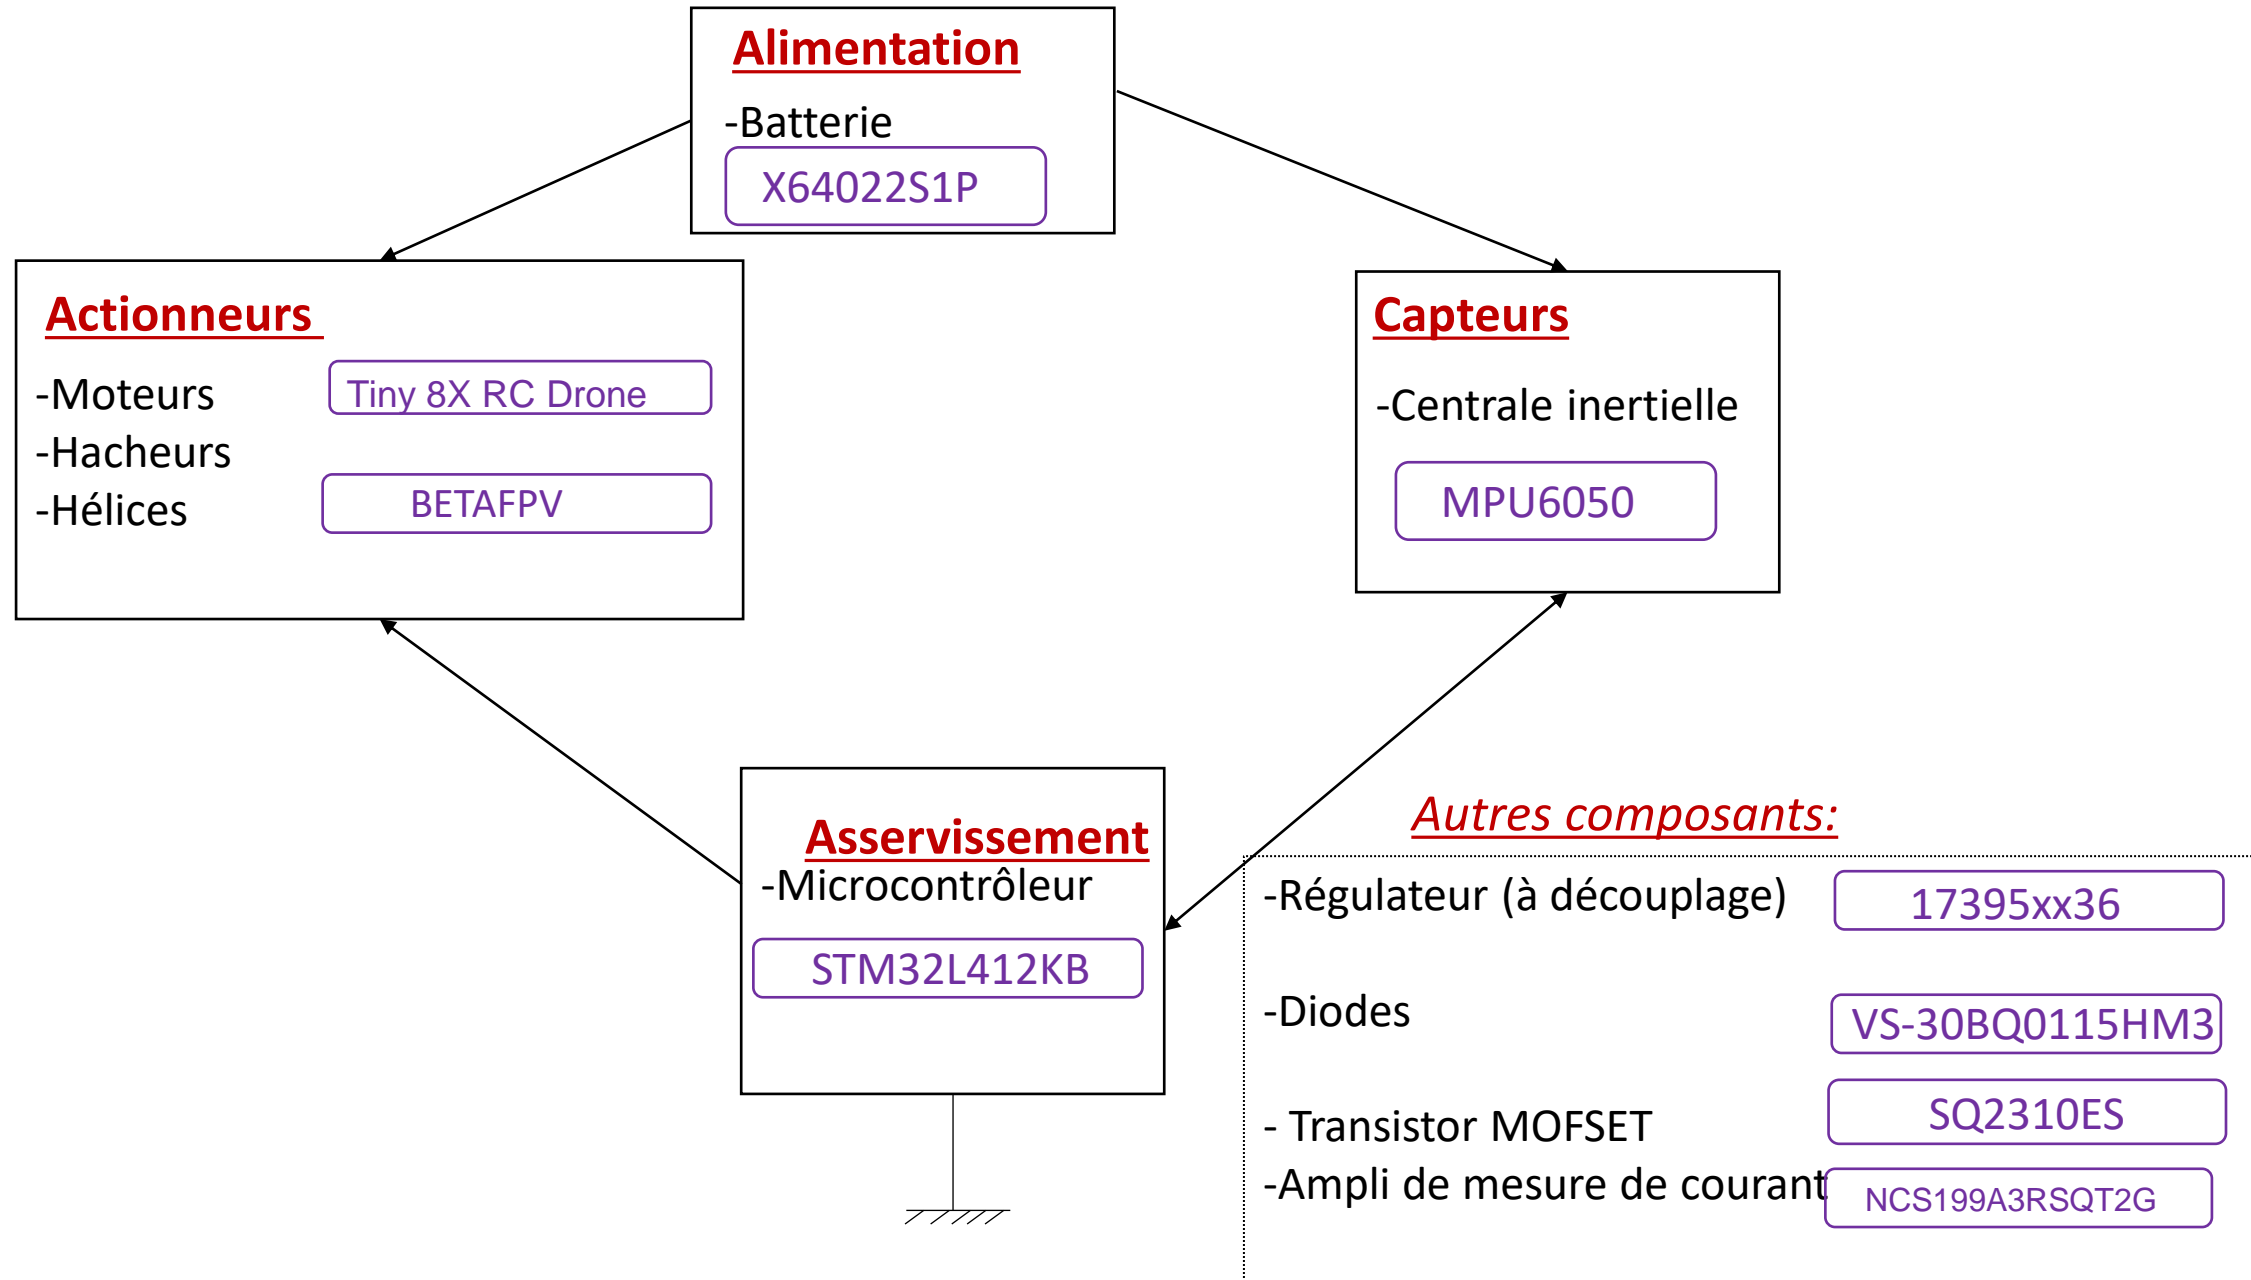 Alimentation
-Batterie
X64022S1P
Actionneurs
-Moteurs
Tiny 8X RC Drone
-Hacheurs
-Hélices
BETAFPV
Capteurs
-Centrale inertielle
MPU6050
Asservissement
-Microcontrôleur
STM32L412KB
Autres composants:
-Régulateur (à découplage)
17395xx36
-Diodes
VS-30BQ0115HM3
- Transistor MOFSET
SQ2310ES
-Ampli de mesure de courant
NCS199A3RSQT2G